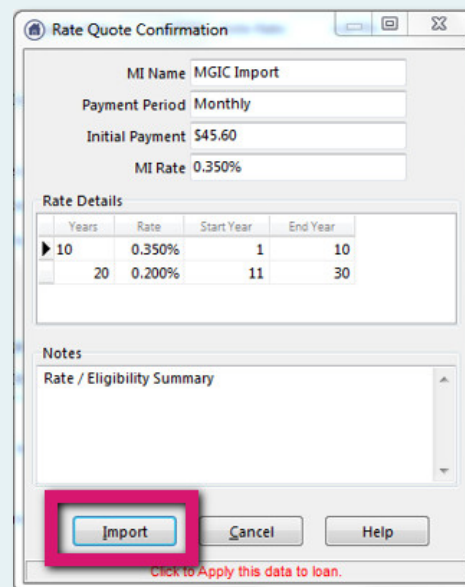 Rate Quote Confirmation
MI Name MGIC Import
Payment Period Monthly
Initial Payment $45.60
MI Rate 0.350%
Rate Details
Years Rate Start Year End Year
10 0.350% 1 10
20 0.200% 11 30
Notes
Rate / Eligibility Summary
Import Cancel Help
Click to Apply this data to loan.